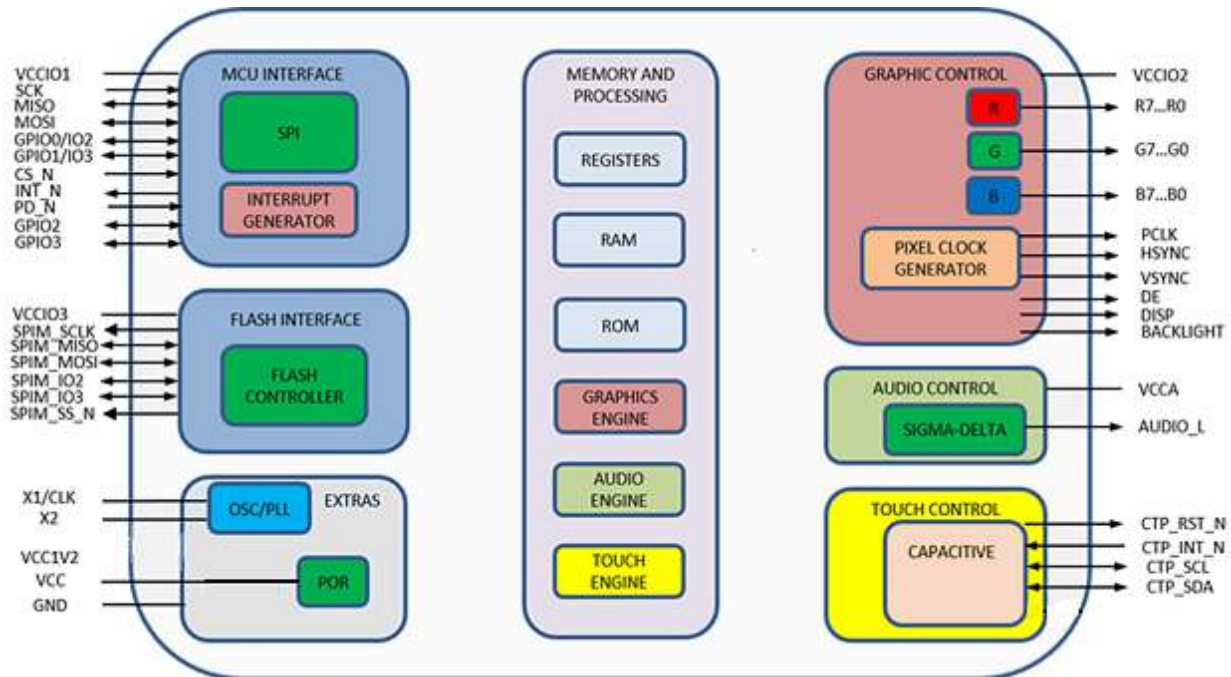 VCCIO1
SCK
MISO
MOSI
GPIO0/IO2
GPIO1/IO3
CS_N
INT_N
PD_N
GPIO2
GPIO3
MCU INTERFACE
SPI
INTERRUPT
GENERATOR
VCCIO3
SPIM_SCLK
SPIM_MISO
SPIM_MOSI
SPIM_IO2
SPIM_IO3
SPIM_SS_N
FLASH INTERFACE
FLASH
CONTROLLER
X1/CLK
X2
VCC1V2
VCC
GND
OSC/PLL
EXTRAS
POR
MEMORY AND
PROCESSING
REGISTERS
RAM
ROM
GRAPHICS
ENGINE
AUDIO
ENGINE
TOUCH
ENGINE
GRAPHIC CONTROL
R
G
B
PIXEL CLOCK
GENERATOR
VCCIO2
R7...R0
G7...G0
B7...B0
PCLK
HSYNC
VSYNC
DE
DISP
BACKLIGHT
AUDIO CONTROL
SIGMA-DELTA
VCCA
AUDIO_L
TOUCH CONTROL
CAPACITIVE
CTP_RST_N
CTP_INT_N
CTP_SCL
CTP_SDA